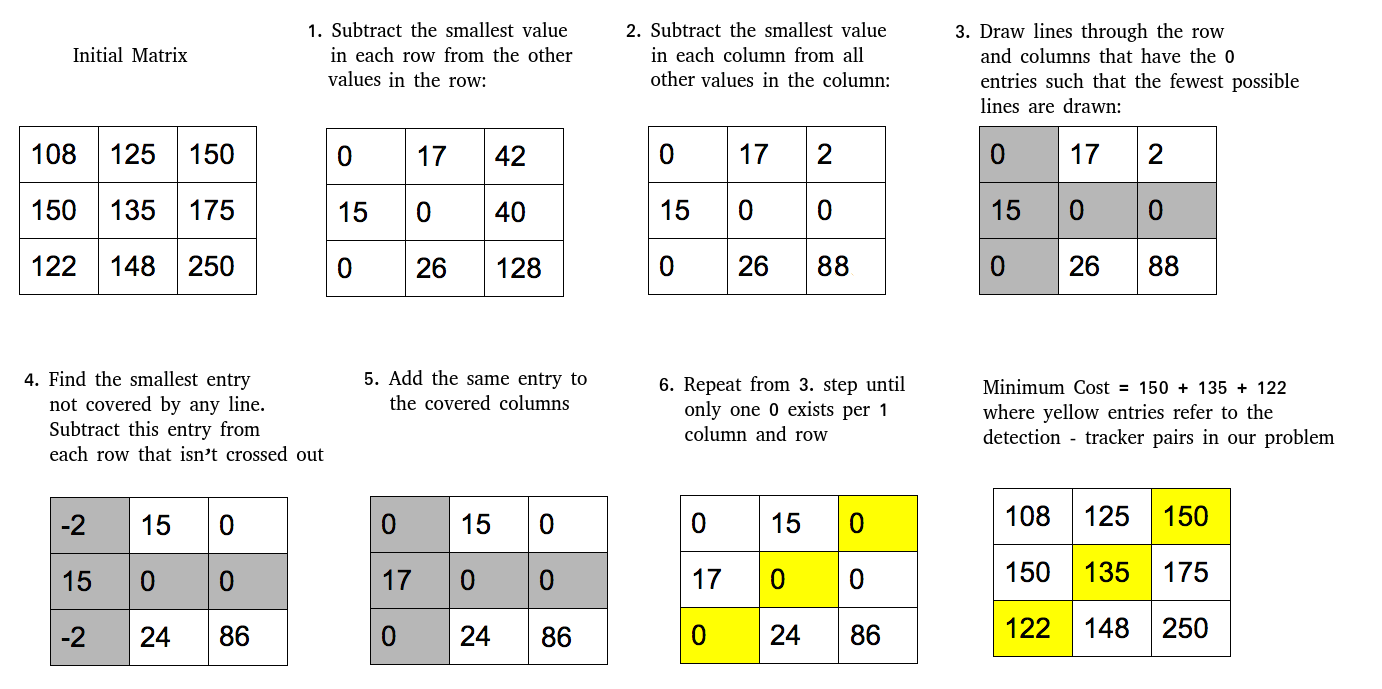 Initial Matrix
108 125 150
150 135 175
122 148 250
1. Subtract the smallest value
in each row from the other
values in the row:
0 17 42
15 0 40
0 26 128
2. Subtract the smallest value
in each column from all
other values in the column:
0 17 2
15 0 0
0 26 88
3. Draw lines through the row
and columns that have the 0
entries such that the fewest possible
lines are drawn:
0 17 2
15 0 0
0 26 88
4. Find the smallest entry
not covered by any line.
Subtract this entry from
each row that isn't crossed out
-2 15 0
15 0 0
-2 24 86
5. Add the same entry to
the covered columns
0 15 0
17 0 0
0 24 86
6. Repeat from 3. step until
only one 0 exists per 1
column and row
0 15 0
17 0 0
0 24 86
Minimum Cost = 150 + 135 + 122
where yellow entries refer to the
detection - tracker pairs in our problem
108 125 150
150 135 175
122 148 250